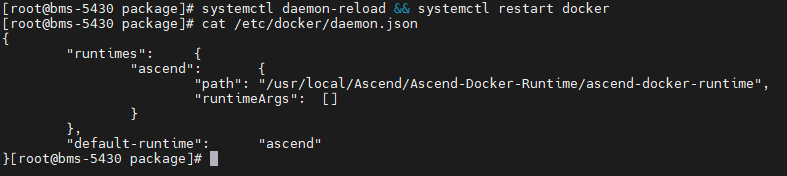 [root@bms-5430 package]# systemctl daemon-reload && systemctl restart docker
[root@bms-5430 package]# cat /etc/docker/daemon.json
{
        "runtimes":     {
                "ascend":       {
                        "path": "/usr/local/Ascend/Ascend-Docker-Runtime/ascend-docker-runtime",
                        "runtimeArgs":  []
                }
        },
        "default-runtime":      "ascend"
}[root@bms-5430 package]#